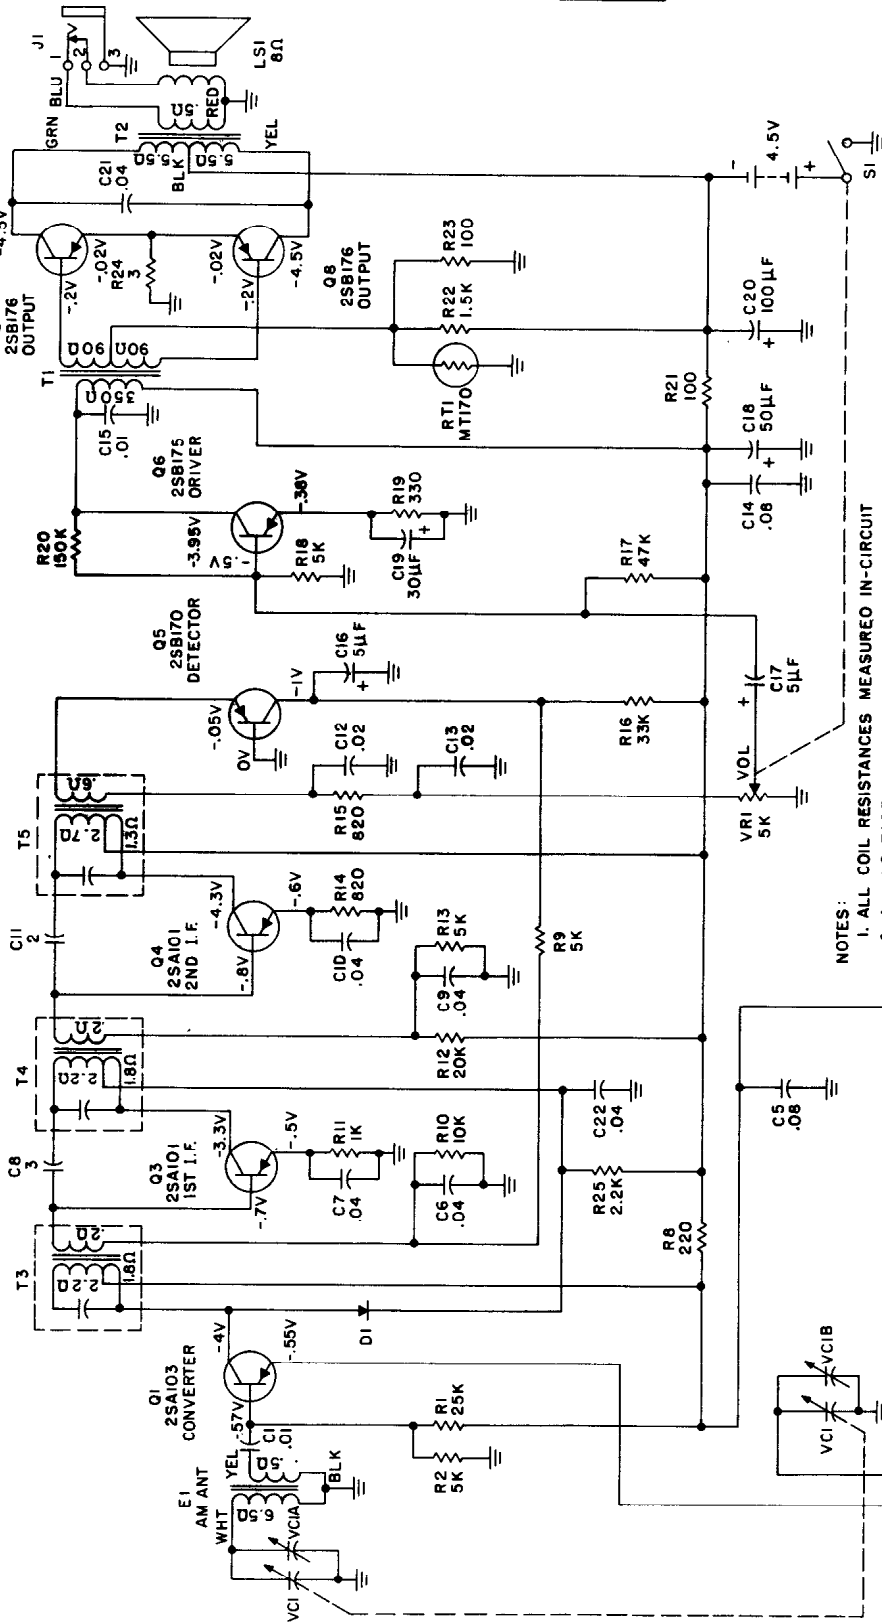 E1
AM ANT
WHT
6.5Ω
.5Ω
YEL
BLK
VC1
VC1A
C1
.01
-.57V
Q1
2SA103
CONVERTER
-4V
-.55V
R2
5K
R1
25K
VC1
VC1B
D1
T3
2.2Ω
1.8Ω
.2Ω
C8
3
Q3
2SA101
1ST I.F.
-3.3V
-.7V
-.5V
C7
.04
R11
1K
C6
.04
R10
10K
R8
220
R25
2.2K
C22
.04
C5
.08
T4
2.2Ω
1.8Ω
.2Ω
C11
2
Q4
2SA101
2ND I.F.
-4.3V
-.8V
-.6V
C10
.04
R14
820
R12
20K
C9
.04
R13
5K
R9
5K
T5
2.7Ω
1.3Ω
.6Ω
Q5
2SB170
DETECTOR
-.05V
0V
-1V
C16
5µF
+
R15
820
C12
.02
C13
.02
R16
33K
VR1
5K
VOL
+
C17
5µF
R17
47K
R20
150K
Q6
2SB175
DRIVER
-3.95V
-.5V
-.38V
R18
5K
C19
30µF
+
R19
330
C14
.08
C18
50µF
+
R21
100
C20
100µF
+
C15
.01
T1
350Ω
90Ω
90Ω
RT1
MT170
R22
1.5K
R23
100
2SB176
OUTPUT
-4.5V
-.2V
-.02V
R24
3
-.02V
-.2V
-4.5V
Q8
2SB176
OUTPUT
C21
.04
T2
5.5Ω
5.5Ω
.5Ω
GRN
BLU
BLK
RED
YEL
J1
1
2
3
LS1
8Ω
-
4.5V
+
S1
NOTES:
1. ALL COIL RESISTANCES MEASURED IN-CIRCUIT